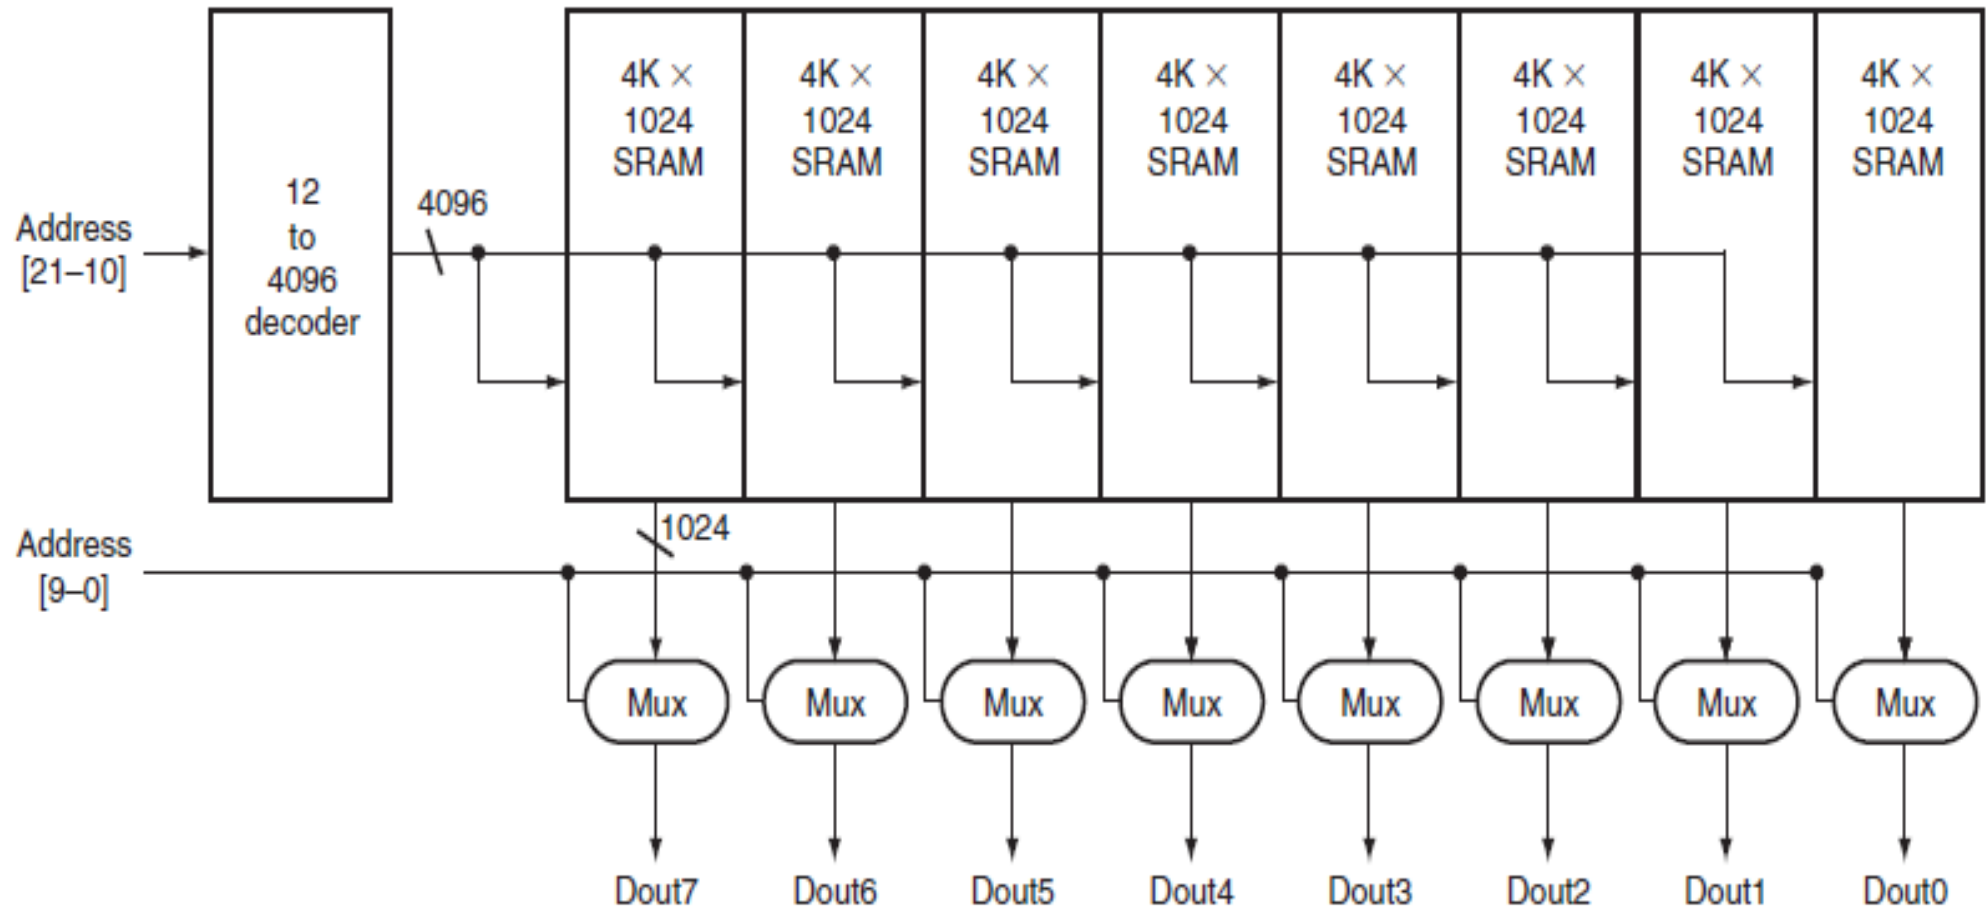 4K × 4K × 4K × 4K × 4K × 4K × 4K × 4K ×
1024 1024 1024 1024 1024 1024 1024 1024
SRAM SRAM SRAM SRAM SRAM SRAM SRAM SRAM
12
to
4096
decoder
4096
Address
[21–10]
1024
Address
[9–0]
Mux Mux Mux Mux Mux Mux Mux Mux
Dout7 Dout6 Dout5 Dout4 Dout3 Dout2 Dout1 Dout0